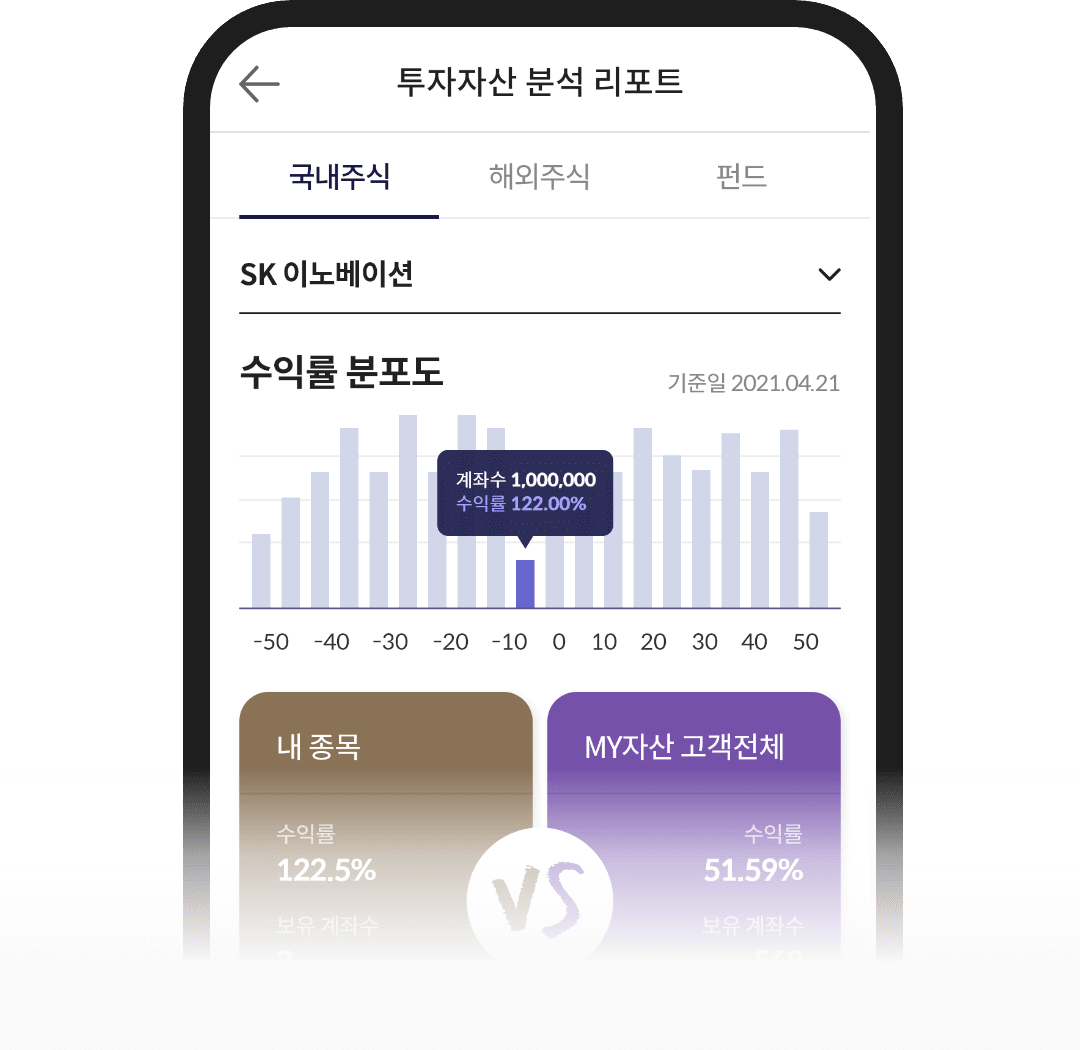 투자자산 분석 리포트
국내주식 해외주식 펀드
SK 이노베이션
수익률 분포도
기준일 2021.04.21
계좌수 1,000,000
수익률 122.00%
-50 -40 -30 -20 -10 0 10 20 30 40 50
내 종목
MY자산 고객전체
수익률
122.5%
수익률
51.59%
VS
보유 계좌수
보유 계좌수